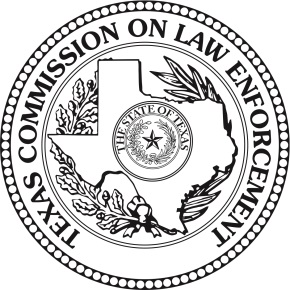 TEXAS COMMISSION ON LAW ENFORCEMENT
THE STATE OF TEXAS